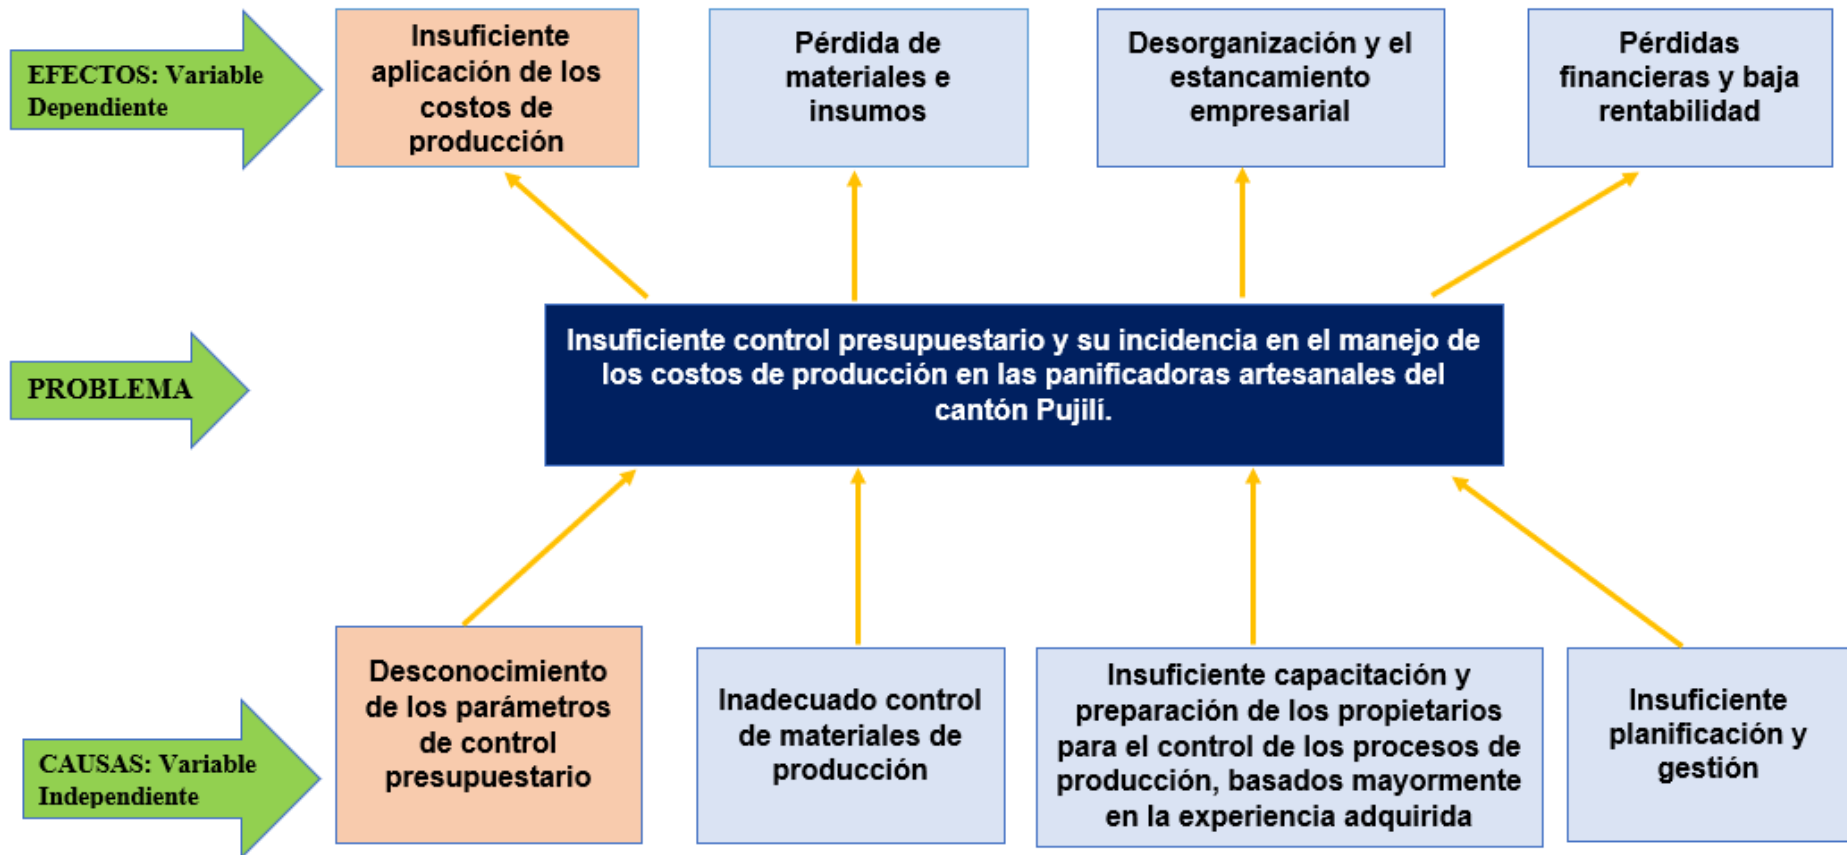 EFECTOS: Variable
Dependiente
Insuficiente
aplicación de los
costos de
producción
Pérdida de
materiales e
insumos
Desorganización y el
estancamiento
empresarial
Pérdidas
financieras y baja
rentabilidad
PROBLEMA
Insuficiente control presupuestario y su incidencia en el manejo de
los costos de producción en las panificadoras artesanales del
cantón Pujilí.
CAUSAS: Variable
Independiente
Desconocimiento
de los parámetros
de control
presupuestario
Inadecuado control
de materiales de
producción
Insuficiente capacitación y
preparación de los propietarios
para el control de los procesos de
producción, basados mayormente
en la experiencia adquirida
Insuficiente
planificación y
gestión